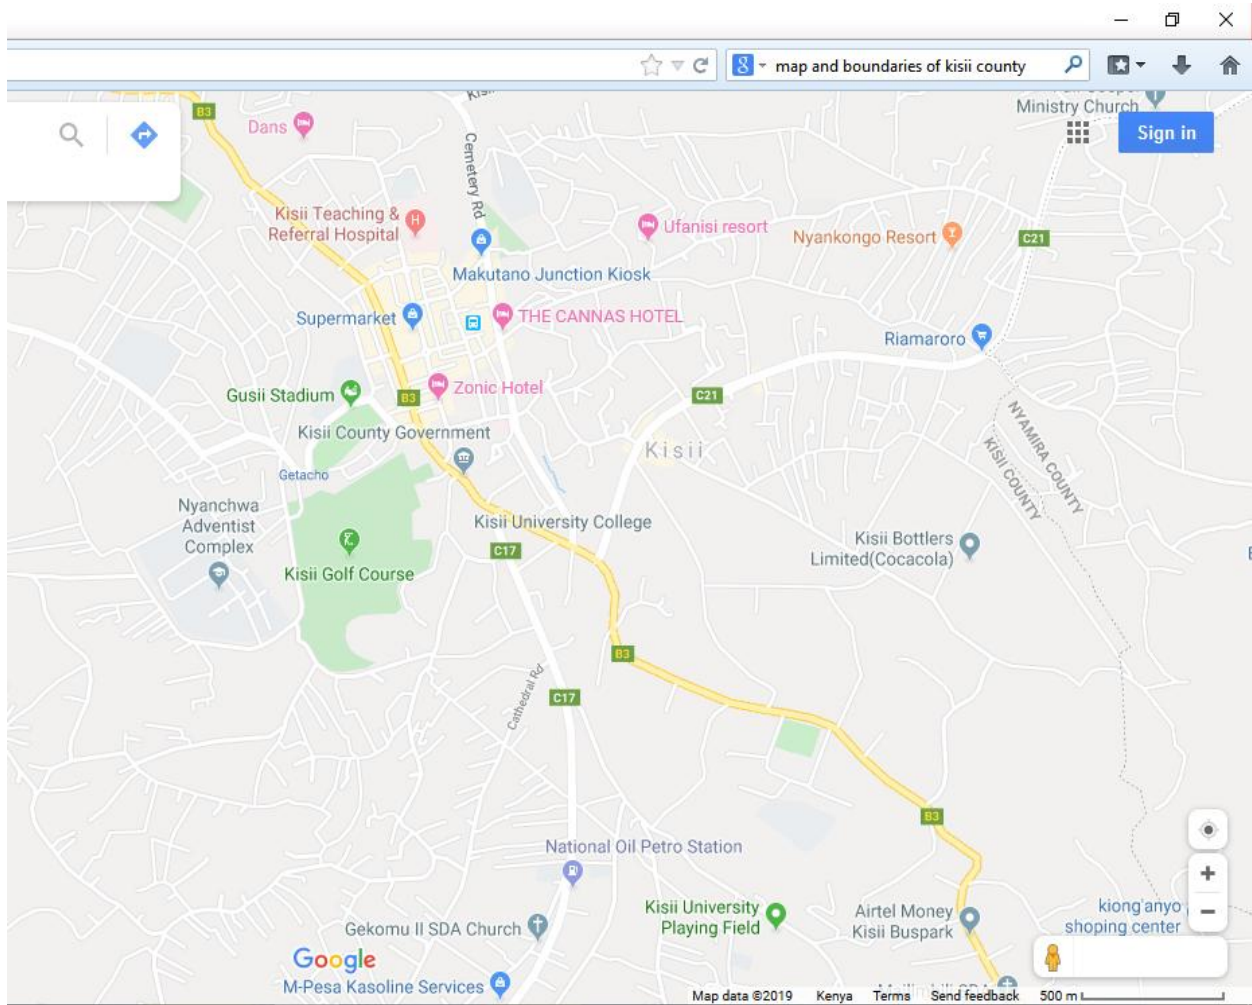 map and boundaries of kisii county
Ministry Church
Sign in
B3
Dans
Cemetery Rd
Kisii Teaching &
Referral Hospital
Ufanisi resort
Nyankongo Resort
C21
Makutano Junction Kiosk
Supermarket
THE CANNAS HOTEL
Riamaroro
Gusii Stadium
B3
Zonic Hotel
C21
Kisii County Government
Kisii
NYAMIRA COUNTY
KISII COUNTY
Getacho
Nyanchwa
Adventist
Complex
Kisii University College
Kisii Golf Course
C17
Kisii Bottlers
Limited(Cocacola)
B3
Cathedral Rd
C17
B3
National Oil Petro Station
Kisii University
Playing Field
Airtel Money
Kisii Buspark
kiong'anyo
shoping center
Gekomu II SDA Church
Google
M-Pesa Kasoline Services
Map data ©2019 Kenya Terms Send feedback 500 m